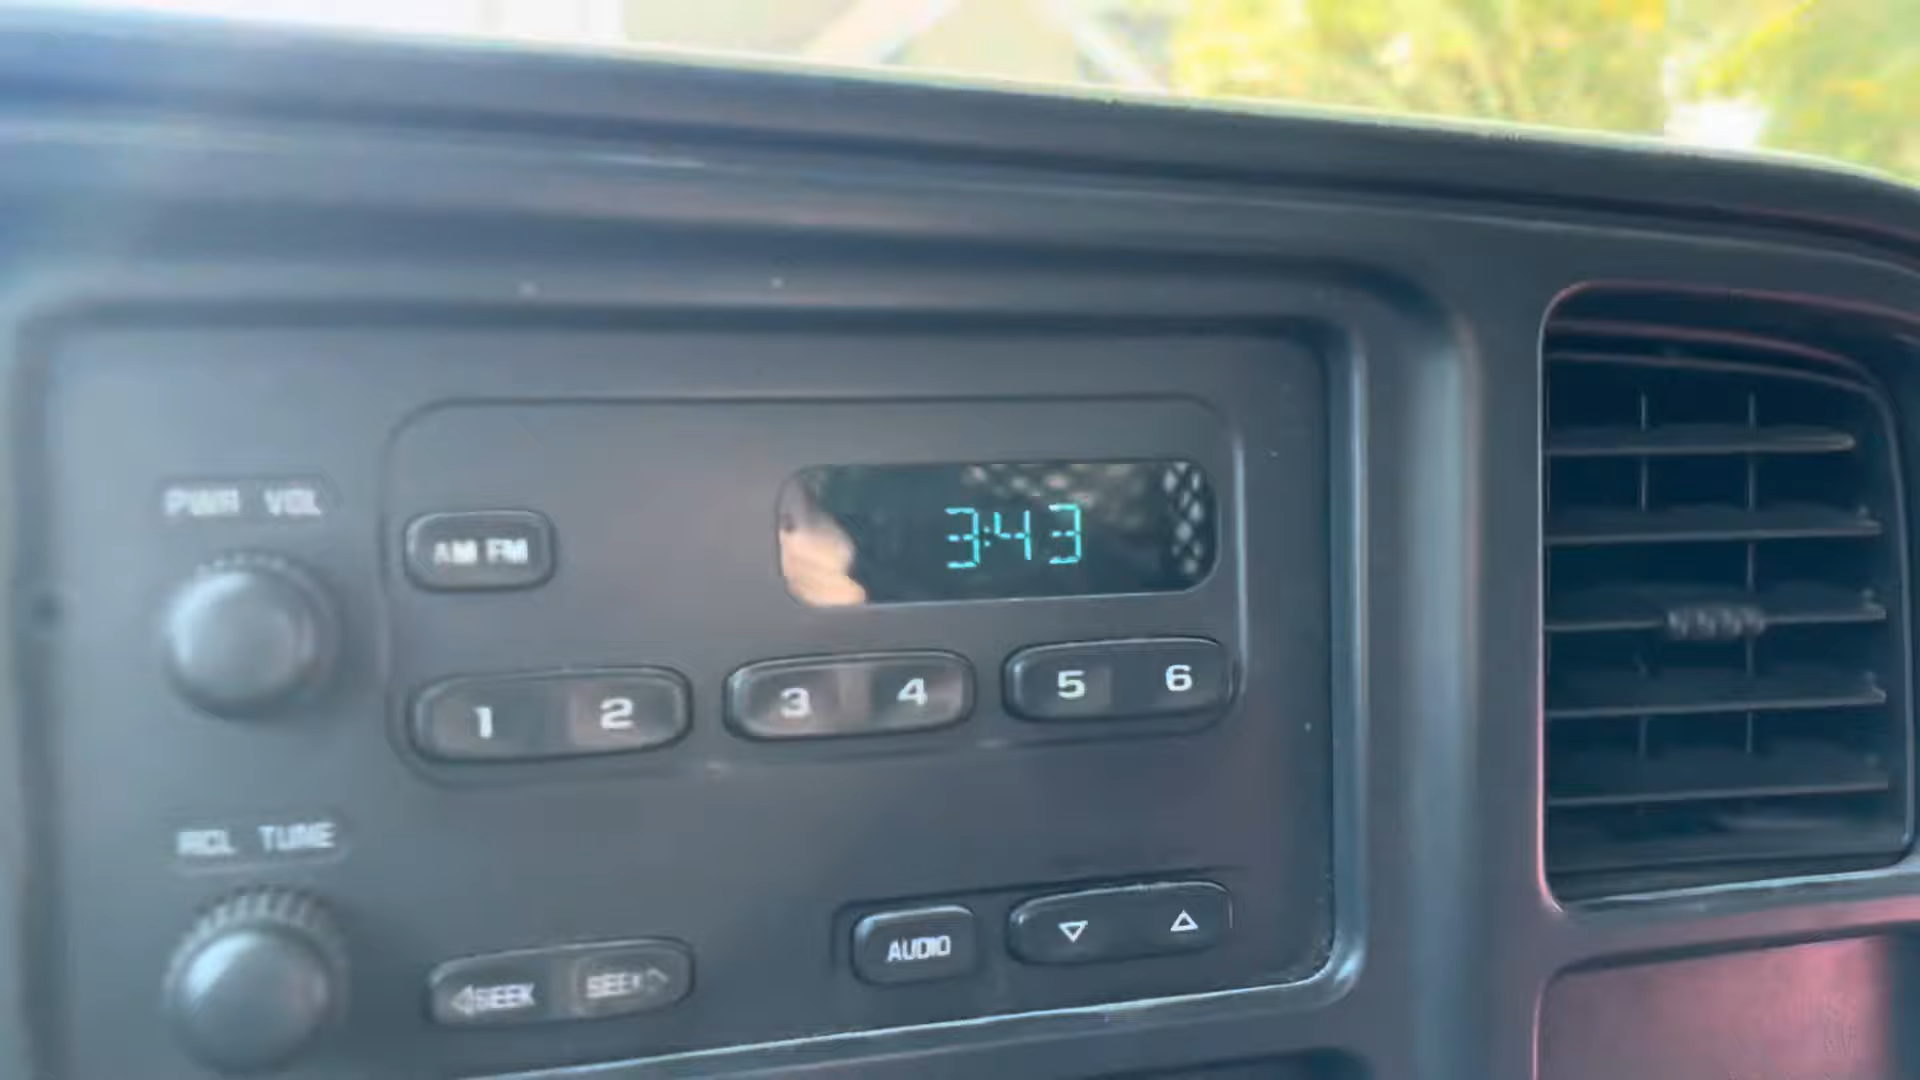 PWR VOL
AM FM
3:43
1 2 3 4 5 6
RCL TUNE
SEEK SEEK
AUDIO